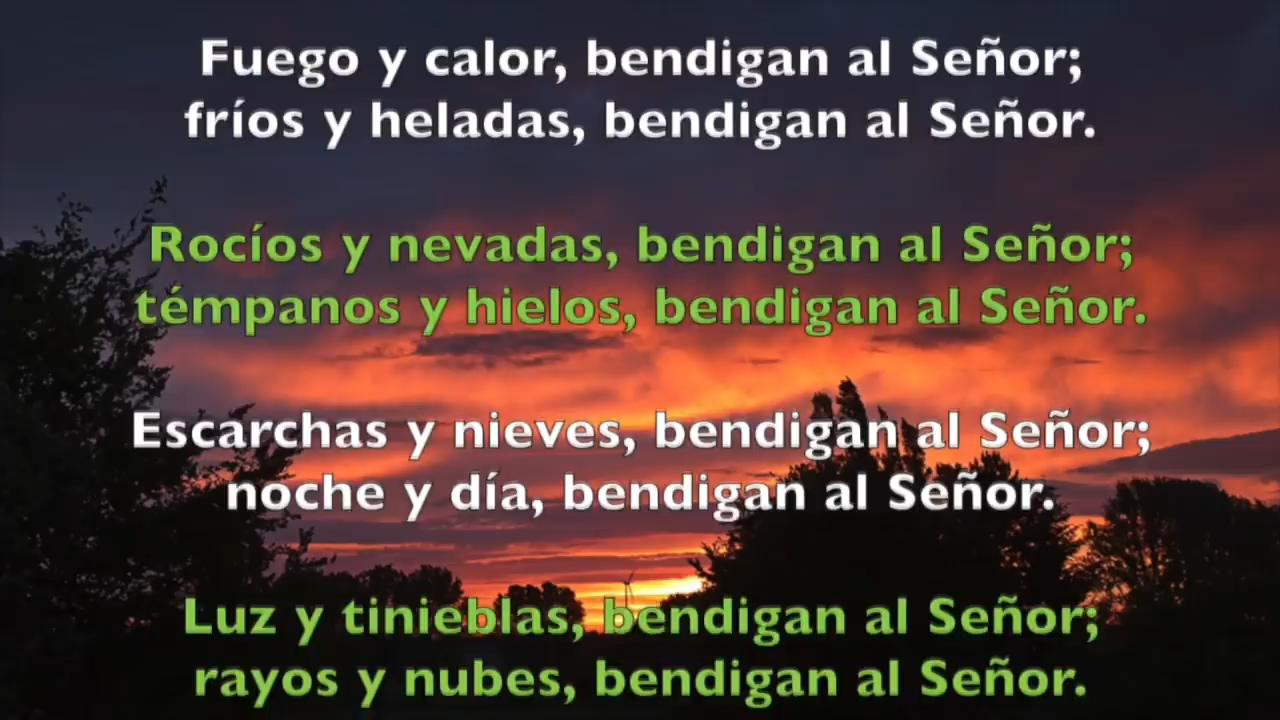 Fuego y calor, bendigan al Señor;
fríos y heladas, bendigan al Señor.
Rocíos y nevadas, bendigan al Señor;
témpanos y hielos, bendigan al Señor.
Escarchas y nieves, bendigan al Señor;
noche y día, bendigan al Señor.
Luz y tinieblas, bendigan al Señor;
rayos y nubes, bendigan al Señor.